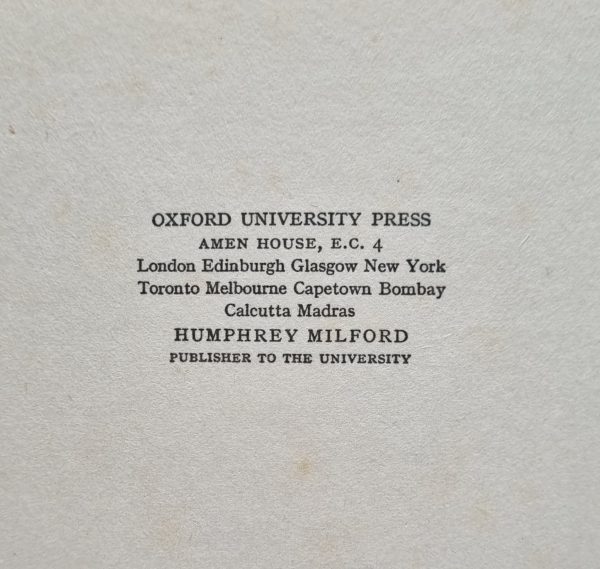 OXFORD UNIVERSITY PRESS
AMEN HOUSE, E.C. 4
London Edinburgh Glasgow New York
Toronto Melbourne Capetown Bombay
Calcutta Madras
HUMPHREY MILFORD
PUBLISHER TO THE UNIVERSITY